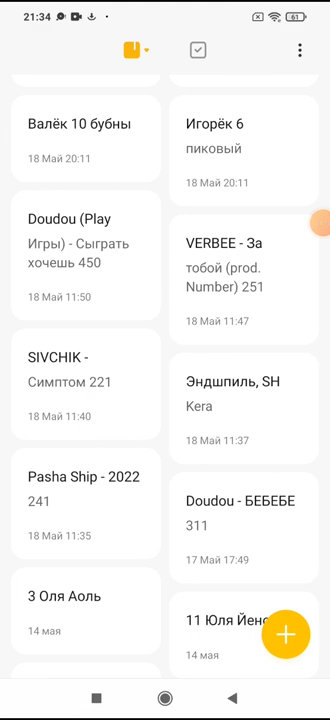 21:34
61
Валёк 10 бубны
18 Май 20:11
Игорёк 6
пиковый
18 Май 20:11
Doudou (Play
Игры) - Сыграть
хочешь 450
18 Май 11:50
VERBEE - За
тобой (prod.
Number) 251
18 Май 11:47
SIVCHIK -
Симптом 221
18 Май 11:40
Эндшпиль, SH
Kera
18 Май 11:37
Pasha Ship - 2022
241
18 Май 11:35
Doudou - БЕБЕБЕ
311
17 Май 17:49
3 Оля Аоль
14 мая
11 Юля
14 мая